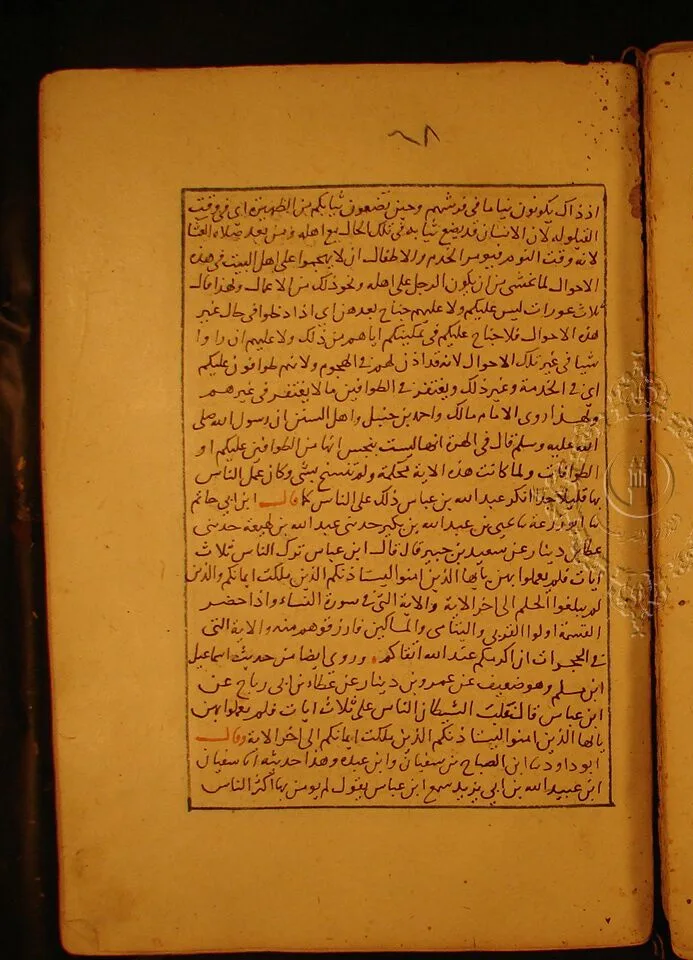 ٦٨
اذ ذاك يكونون نياما في فرشهم وحين تضعون ثيابكم من الظهيرة اي في وقت
القيلولة لان الانسان قد يضع ثيابه في تلك الحال مع اهله ومن بعد صلاه العشا
لانه وقت النوم فيومر الخدم والاطفال ان لا يهجموا على اهل البيت في هذه
الاحوال لما يخشى من ان يكون الرجل على اهله ونحو ذلك من الاعمال ولهذا قال
ثلاث عورات ليس عليكم ولا عليهم جناح بعدهن اي اذا دخلوا في حال غير
هذه الاحوال فلا جناح عليكم في تمكينكم اياهم من ذلك ولا عليهم ان راوا
شيا في غير تلك الاحوال لانه قد اذن لهم في الهجوم ولانهم طوافون عليكم
اي في الخدمة وغير ذلك ويغتفر في الطوافين ما لا يغتفر في غيرهم
ولهذا روى الامام مالك واحمد بن حنبل واهل السنن ان رسول الله صلى
الله عليه وسلم قال في الهرة انها ليست بنجس انها من الطوافين عليكم او
الطوافات ولما كانت هذه الاية محكمة ولم تنسخ بشي وكان عمل الناس
بها قليلا جدا انكر عبد الله بن عباس ذلك على الناس كما قال ابن ابي حاتم
ثنا ابو زرعة ثنا يحيى بن عبد الله بن بكير حدثني عبد الله بن لهيعة حدثني
عطا بن دينار عن سعيد بن جبير قال قال ابن عباس ترك الناس ثلاث
ايات فلم يعملوا بهن يايها الذين امنوا ليستاذنكم الذين ملكت ايمانكم والذين
لم يبلغوا الحلم الى اخر الاية والاية التي في سورة النساء واذا حضر
القسمة اولوا القربى واليتامى والمساكين فارزقوهم منه والاية التي
في الحجرات ان اكرمكم عند الله اتقاكم وروى ايضا من حديث اسماعيل
ابن مسلم وهو ضعيف عن عمرو بن دينار عن عطاء بن ابي رباح عن
ابن عباس قال غلب الشيطان الناس على ثلاث ايات فلم يعملوا بهن
يايها الذين امنوا ليستاذنكم الذين ملكت ايمانكم الى اخر الاية وقال
ابو داود ثنا ابن الصباح بن سفيان وابن عبده وهذا حديثه انا سفيان
ابن عبيد الله بن ابي يزيد سمع ابن عباس يقول لم يومن بها اكثر الناس